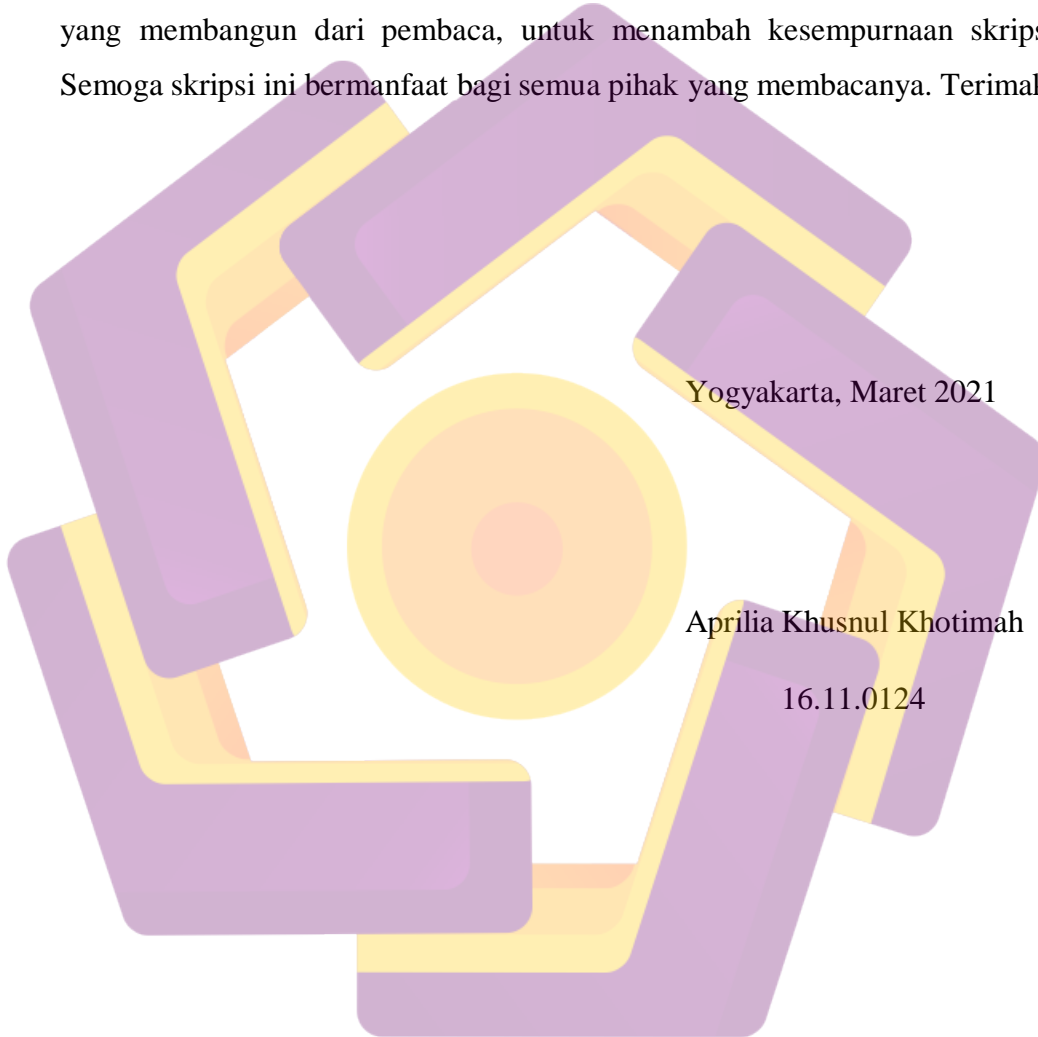 yang membangun dari pembaca, untuk menambah kesempurnaan skrips
Semoga skripsi ini bermanfaat bagi semua pihak yang membacanya. Terimak
Yogyakarta, Maret 2021
Aprilia Khusnul Khotimah
16.11.0124